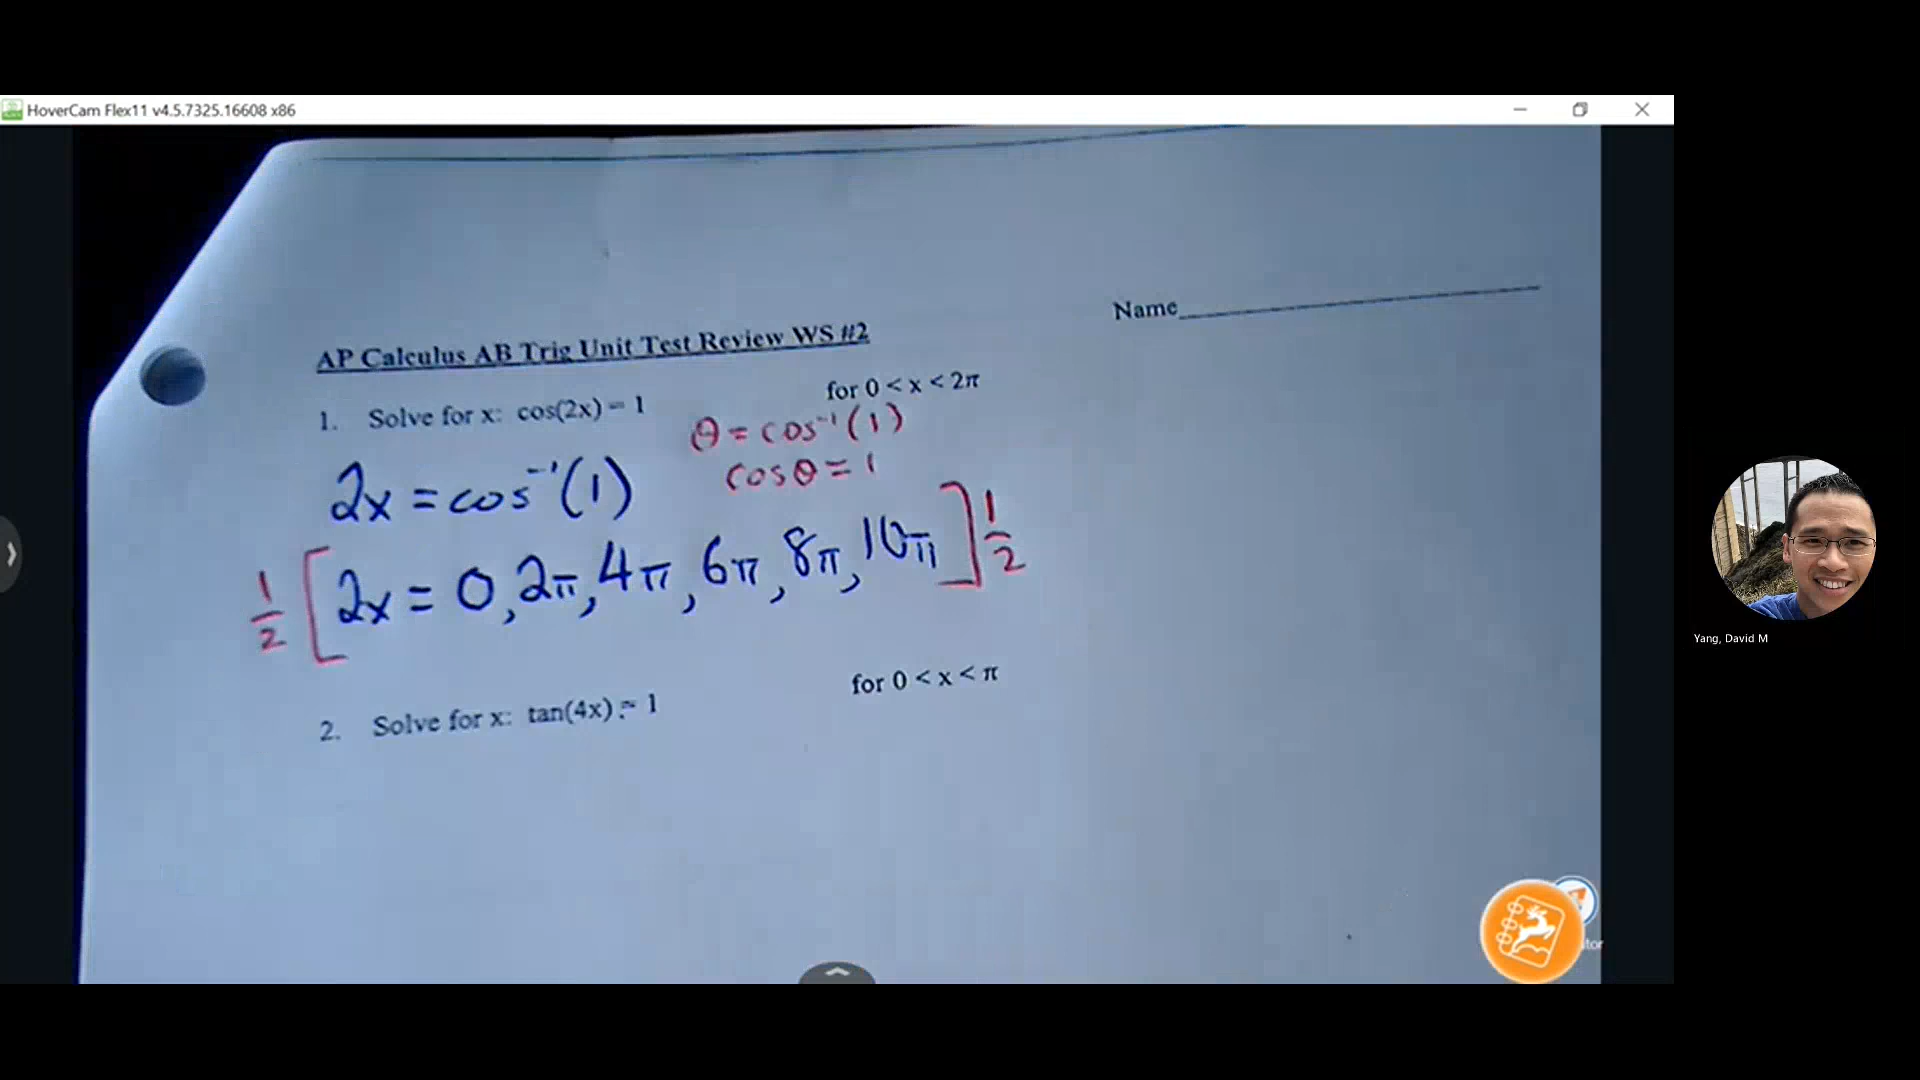 HoverCam Flex11 v4.5.7325.16608 x86
Name
AP Calculus AB Trig Unit Test Review WS #2
1. Solve for x: cos(2x) = 1 for 0 < x < 2π
θ = cos⁻¹(1)
cosθ = 1
2x = cos⁻¹(1)
1/2 [2x = 0, 2π, 4π, 6π, 8π, 10π] 1/2
2. Solve for x: tan(4x) = 1 for 0 < x < π
Yang, David M